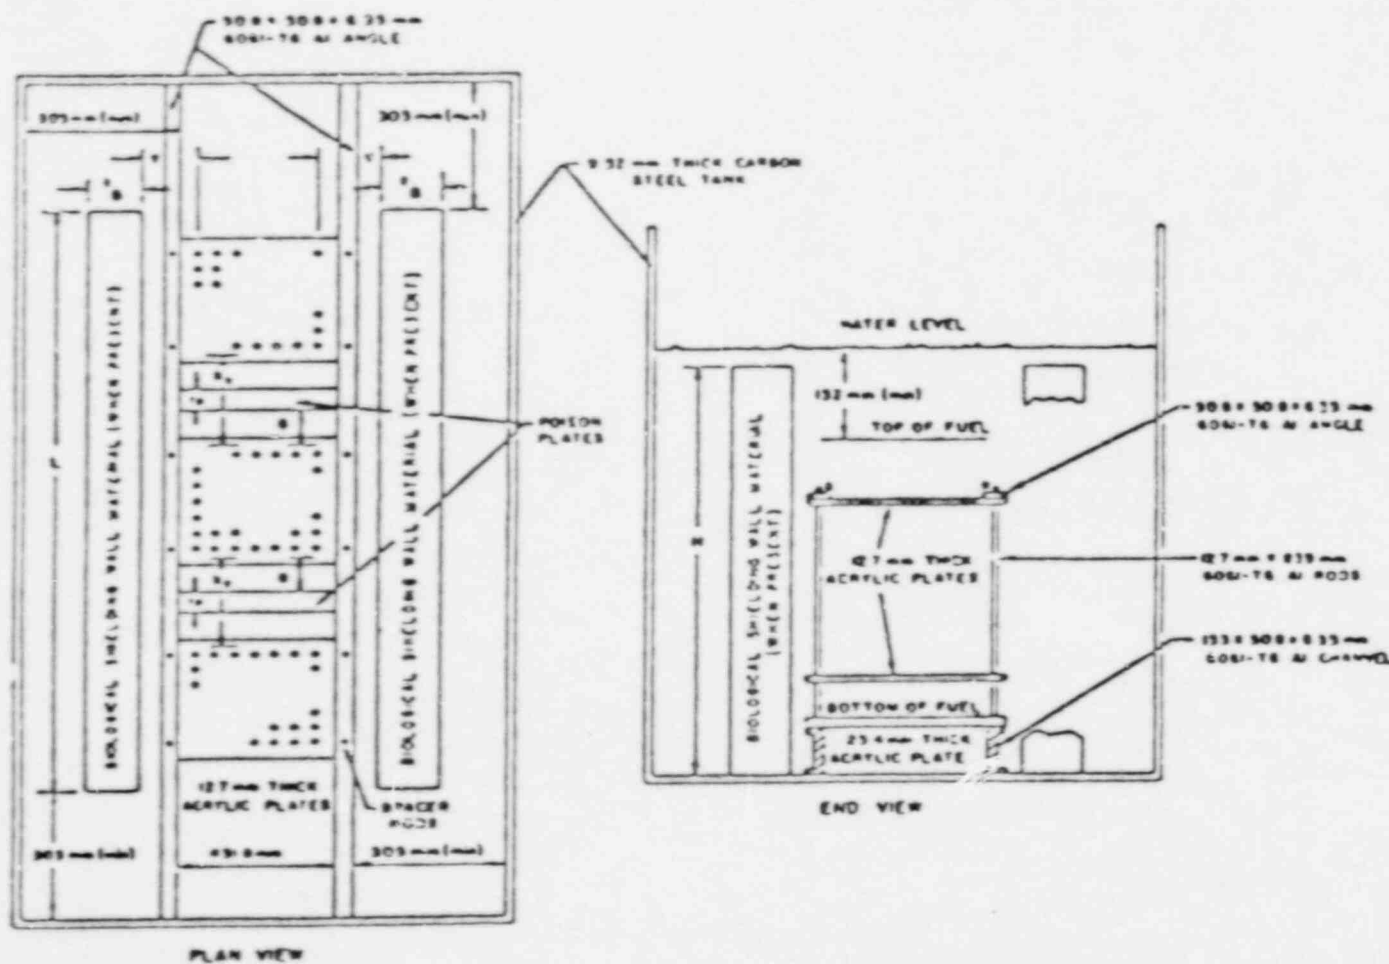 50.8 × 50.8 × 6.35 mm
6061-T6 Al ANGLE
305 mm (min)
305 mm (min)
9.52 mm THICK CARBON
STEEL TANK
B
B
BIOLOGICAL SHIELDING WALL MATERIAL (WHEN PRESENT)
BIOLOGICAL SHIELDING WALL MATERIAL (WHEN PRESENT)
POISON
PLATES
12.7 mm THICK
ACRYLIC PLATES
SPACER
RODS
305 mm (min)
mm
305 mm (min)
PLAN VIEW
WATER LEVEL
152 mm (min)
TOP OF FUEL
BIOLOGICAL SHIELDING WALL MATERIAL
(WHEN PRESENT)
50.8 × 50.8 × 6.35 mm
6061-T6 Al ANGLE
12.7 mm THICK
ACRYLIC PLATES
12.7 mm
6061-T6 Al RODS
× 50.8 × 6.35 mm
6061-T6 Al CHANNEL
BOTTOM OF FUEL
25.4 mm THICK
ACRYLIC PLATE
END VIEW